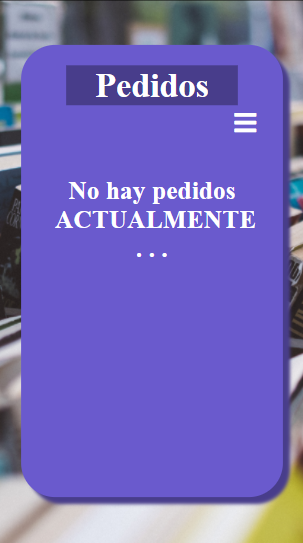 Pedidos
No hay pedidos
ACTUALMENTE
. . .